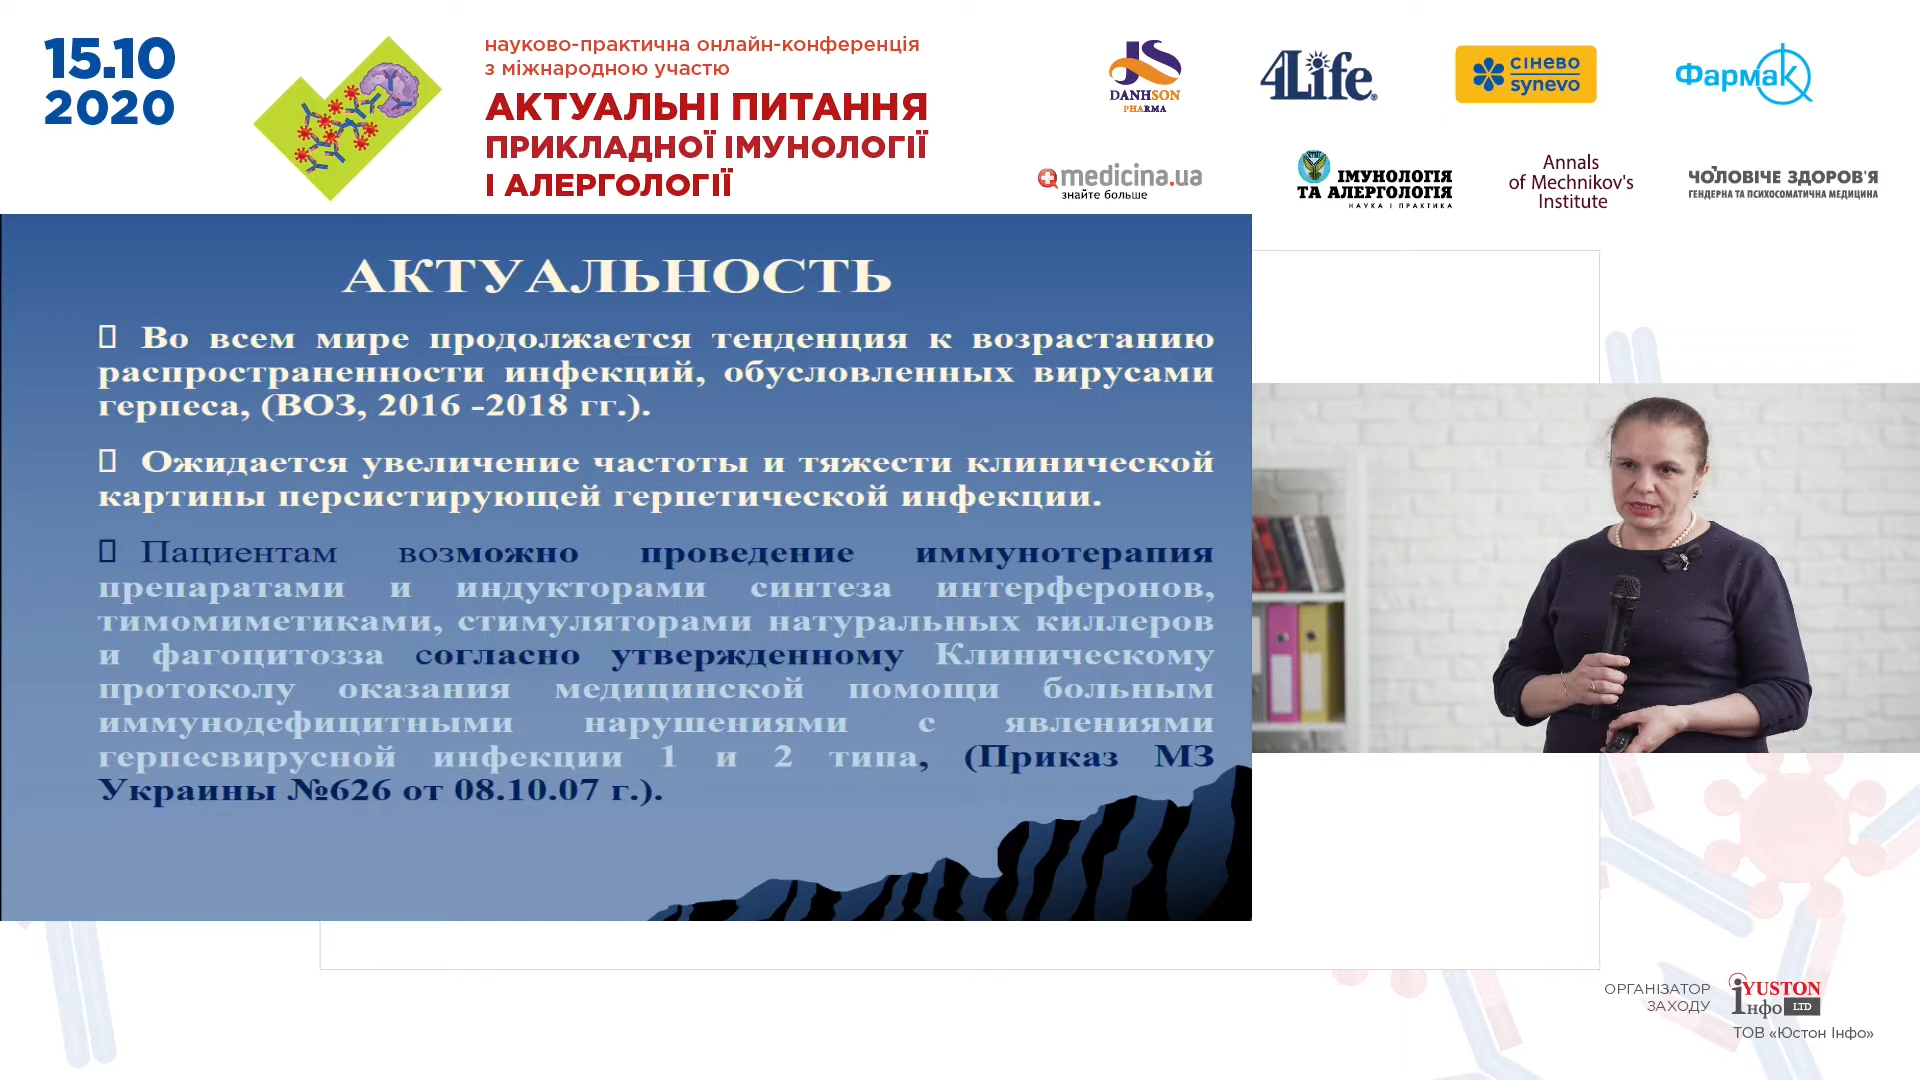 15.10
2020
науково-практична онлайн-конференція
з міжнародною участю
АКТУАЛЬНІ ПИТАННЯ
ПРИКЛАДНОЇ ІМУНОЛОГІЇ
І АЛЕРГОЛОГІЇ
DANHSON
PHARMA
4Life®
СІНЕВО
synevo
Фармак
medicina.ua
знайте больше
ІМУНОЛОГІЯ
ТА АЛЕРГОЛОГІЯ
НАУКА І ПРАКТИКА
Annals
of Mechnikov's
Institute
ЧОЛОВІЧЕ ЗДОРОВ'Я
ГЕНДЕРНА ТА ПСИХОСОМАТИЧНА МЕДИЦИНА
АКТУАЛЬНОСТЬ
Во всем мире продолжается тенденция к возрастанию
распространенности инфекций, обусловленных вирусами
герпеса, (ВОЗ, 2016 -2018 гг.).
Ожидается увеличение частоты и тяжести клинической
картины персистирующей герпетической инфекции.
Пациентам возможно проведение иммунотерапия
препаратами и индукторами синтеза интерферонов,
тимомиметиками, стимуляторами натуральных киллеров
и фагоцитозза согласно утвержденному Клиническому
протоколу оказания медицинской помощи больным
иммунодефицитными нарушениями с явлениями
герпесвирусной инфекции 1 и 2 типа, (Приказ МЗ
Украины №626 от 08.10.07 г.).
ОРГАНІЗАТОР
ЗАХОДУ
YUSTON
Інфо LTD
ТОВ «Юстон Інфо»